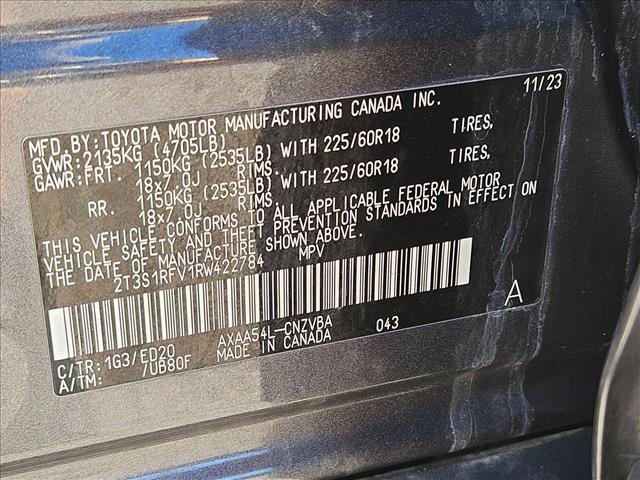 MFD.BY:TOYOTA MOTOR MANUFACTURING CANADA INC. 11/23
GVWR:2135KG (4705LB)
GAWR:FRT. 1150KG (2535LB) WITH 225/60R18 TIRES,
18x7.0J RIMS.
RR. 1150KG (2535LB) WITH 225/60R18 TIRES,
18x7.0J RIMS.
THIS VEHICLE CONFORMS TO ALL APPLICABLE FEDERAL MOTOR
VEHICLE SAFETY AND THEFT PREVENTION STANDARDS IN EFFECT ON
THE DATE OF MANUFACTURE SHOWN ABOVE.
2T3S1RFV1RW422784 MPV
A
C/TR:1G3/ED20 AXAA54L-CNZVBA 043
A/TM: 7UB80F MADE IN CANADA